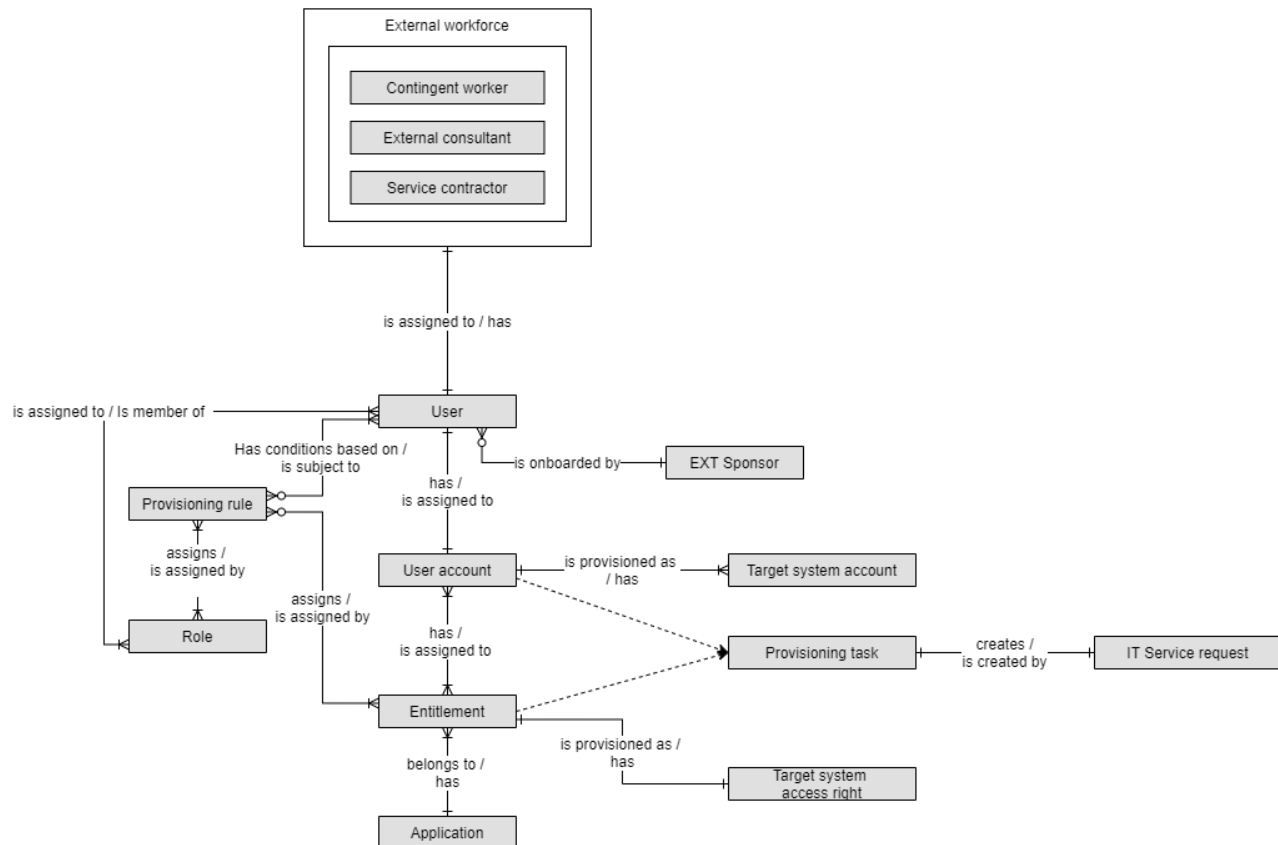 External workforce
Contingent worker
External consultant
Service contractor
is assigned to / has
is assigned to / Is member of
User
Has conditions based on /
is subject to
is onboarded by
EXT Sponsor
has /
is assigned to
Provisioning rule
assigns /
is assigned by
User account
is provisioned as
/ has
Target system account
assigns /
is assigned by
Role
has /
is assigned to
Provisioning task
creates /
is created by
IT Service request
Entitlement
is provisioned as /
has
belongs to /
has
Target system
access right
Application